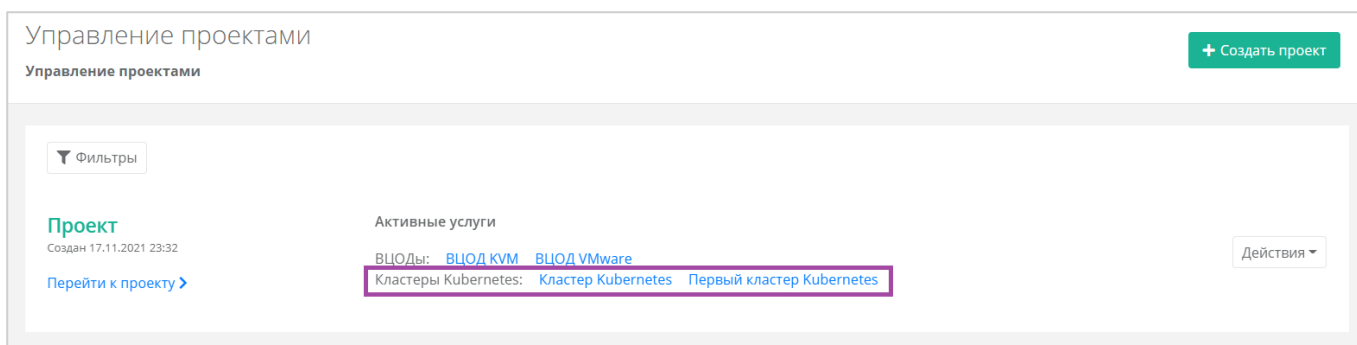 Управление проектами
Управление проектами
Создать проект
Фильтры
Проект
Создан 17.11.2021 23:32
Перейти к проекту
Активные услуги
ВЦОДы: ВЦОД KVM ВЦОД VMware
Кластеры Kubernetes: Кластер Kubernetes Первый кластер Kubernetes
Действия